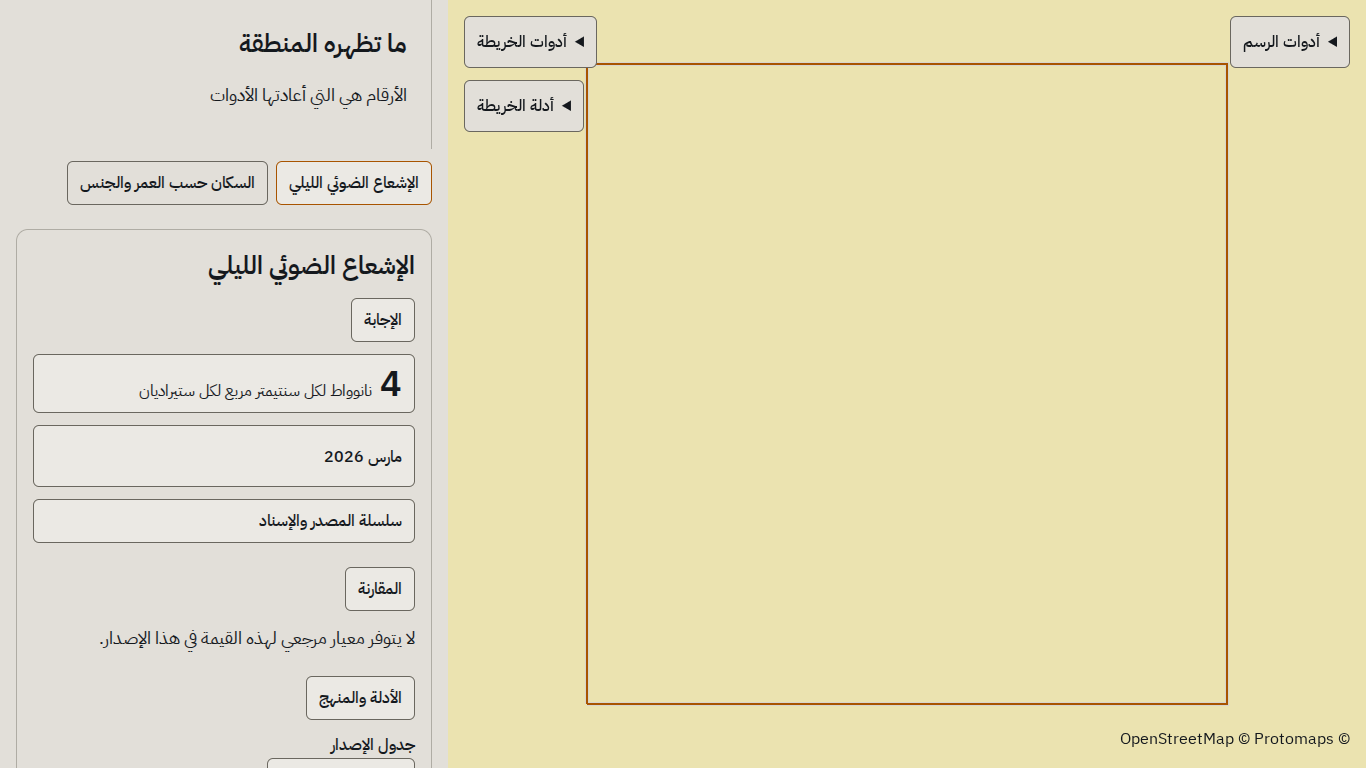 أدوات الرسم
أدوات الخريطة
أدلة الخريطة
© OpenStreetMap © Protomaps
ما تظهره المنطقة
الأرقام هي التي أعادتها الأدوات
الإشعاع الضوئي الليلي
السكان حسب العمر والجنس
الإشعاع الضوئي الليلي
الإجابة
4 نانوواط لكل سنتيمتر مربع لكل ستيراديان
مارس 2026
سلسلة المصدر والإسناد
المقارنة
لا يتوفر معيار مرجعي لهذه القيمة في هذا الإصدار.
الأدلة والمنهج
جدول الإصدار